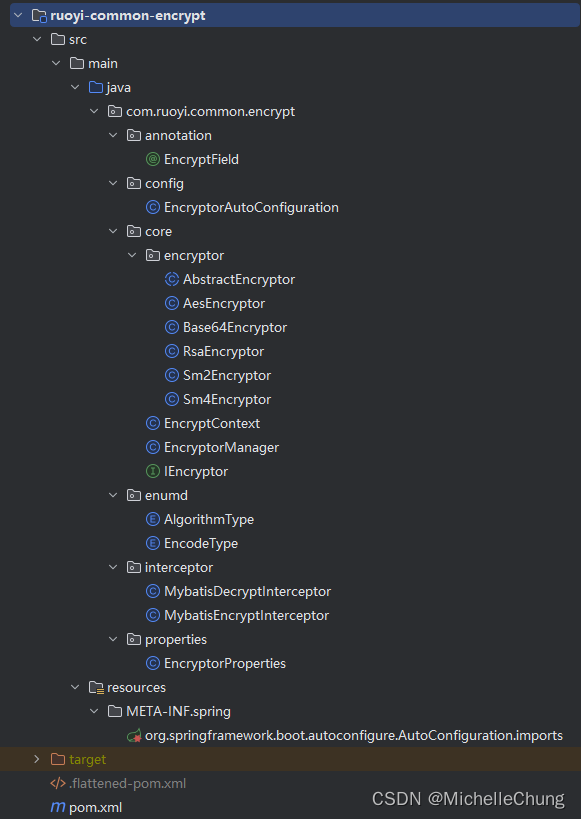 ruoyi-common-encrypt
src
main
java
com.ruoyi.common.encrypt
annotation
EncryptField
config
EncryptorAutoConfiguration
core
encryptor
AbstractEncryptor
AesEncryptor
Base64Encryptor
RsaEncryptor
Sm2Encryptor
Sm4Encryptor
EncryptContext
EncryptorManager
IEncryptor
enumd
AlgorithmType
EncodeType
interceptor
MybatisDecryptInterceptor
MybatisEncryptInterceptor
properties
EncryptorProperties
resources
META-INF.spring
org.springframework.boot.autoconfigure.AutoConfiguration.imports
target
.flattened-pom.xml
pom.xml
CSDN @MichelleChung